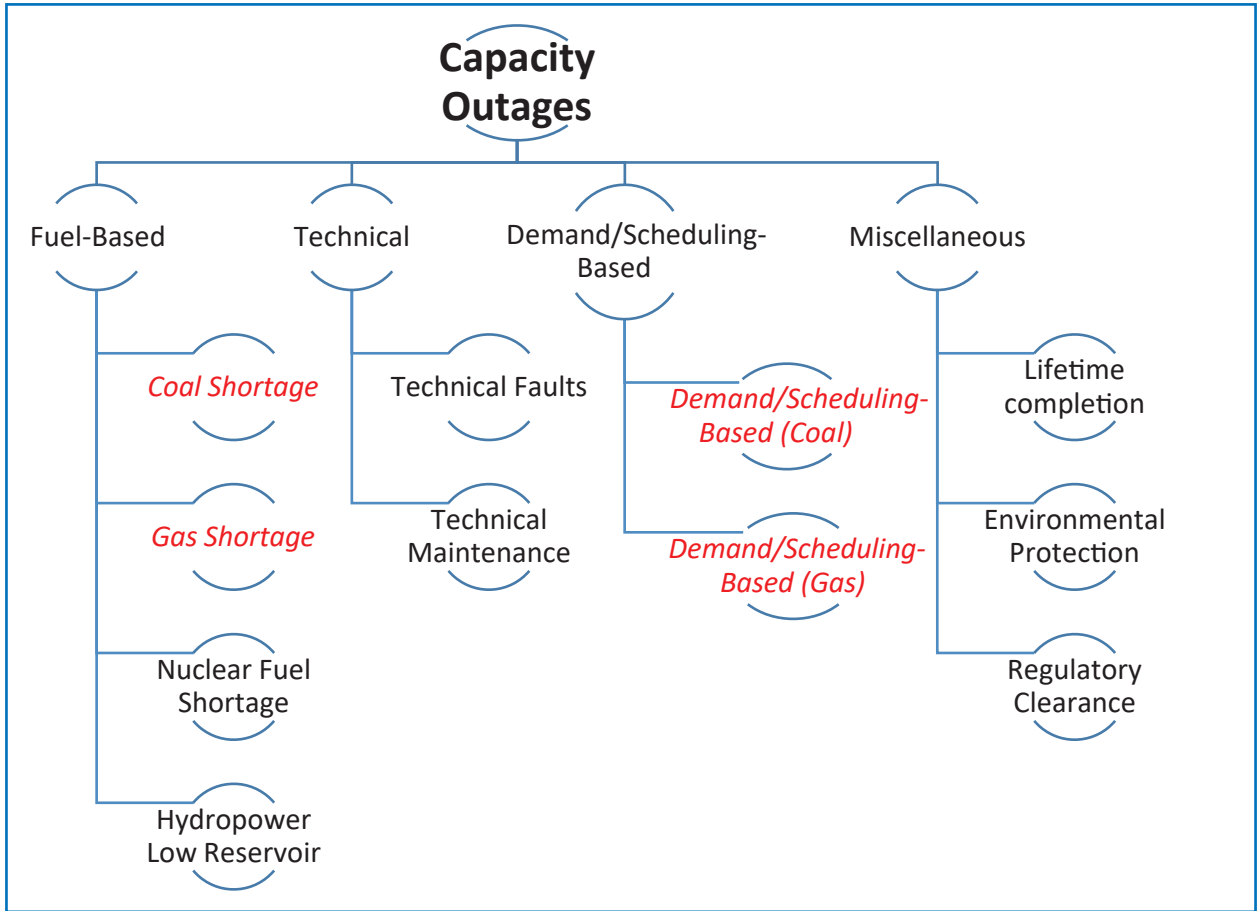 Capacity
Outages
Fuel-Based
Technical
Demand/Scheduling-
Based
Miscellaneous
Coal Shortage
Gas Shortage
Nuclear Fuel
Shortage
Hydropower
Low Reservoir
Technical Faults
Technical
Maintenance
Demand/Scheduling-
Based (Coal)
Demand/Scheduling-
Based (Gas)
Lifetime
completion
Environmental
Protection
Regulatory
Clearance